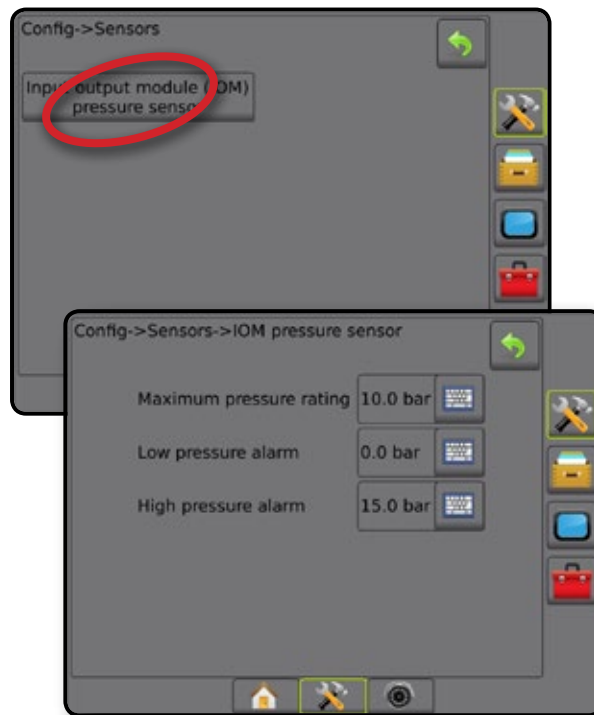 Config->Sensors
Input output module (IOM)
pressure sensor
Config->Sensors->IOM pressure sensor
Maximum pressure rating 10.0 bar
Low pressure alarm 0.0 bar
High pressure alarm 15.0 bar